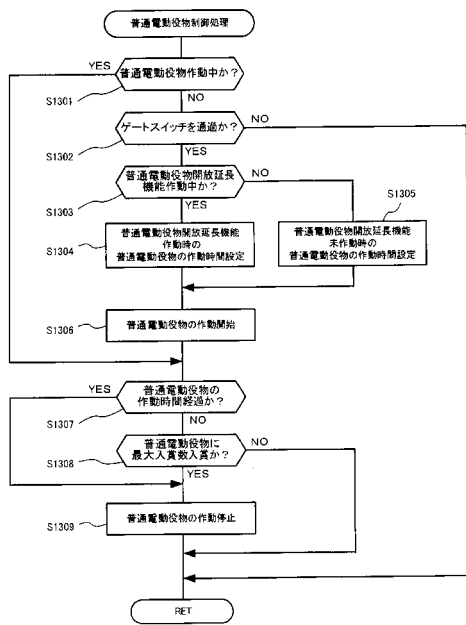 普通電動役物制御処理
YES
普通電動役物作動中か？
S1301
NO
ゲートスイッチを通過か？
NO
S1302
YES
普通電動役物開放延長
機能作動中か？
NO
S1303
YES
S1305
普通電動役物開放延長機能
作動時の
普通電動役物の作動時間設定
S1304
普通電動役物開放延長機能
未作動時の
普通電動役物の作動時間設定
普通電動役物の作動開始
S1306
YES
普通電動役物の
作動時間経過か？
S1307
NO
普通電動役物に
最大入賞数入賞か？
NO
S1308
YES
普通電動役物の作動停止
S1309
RET